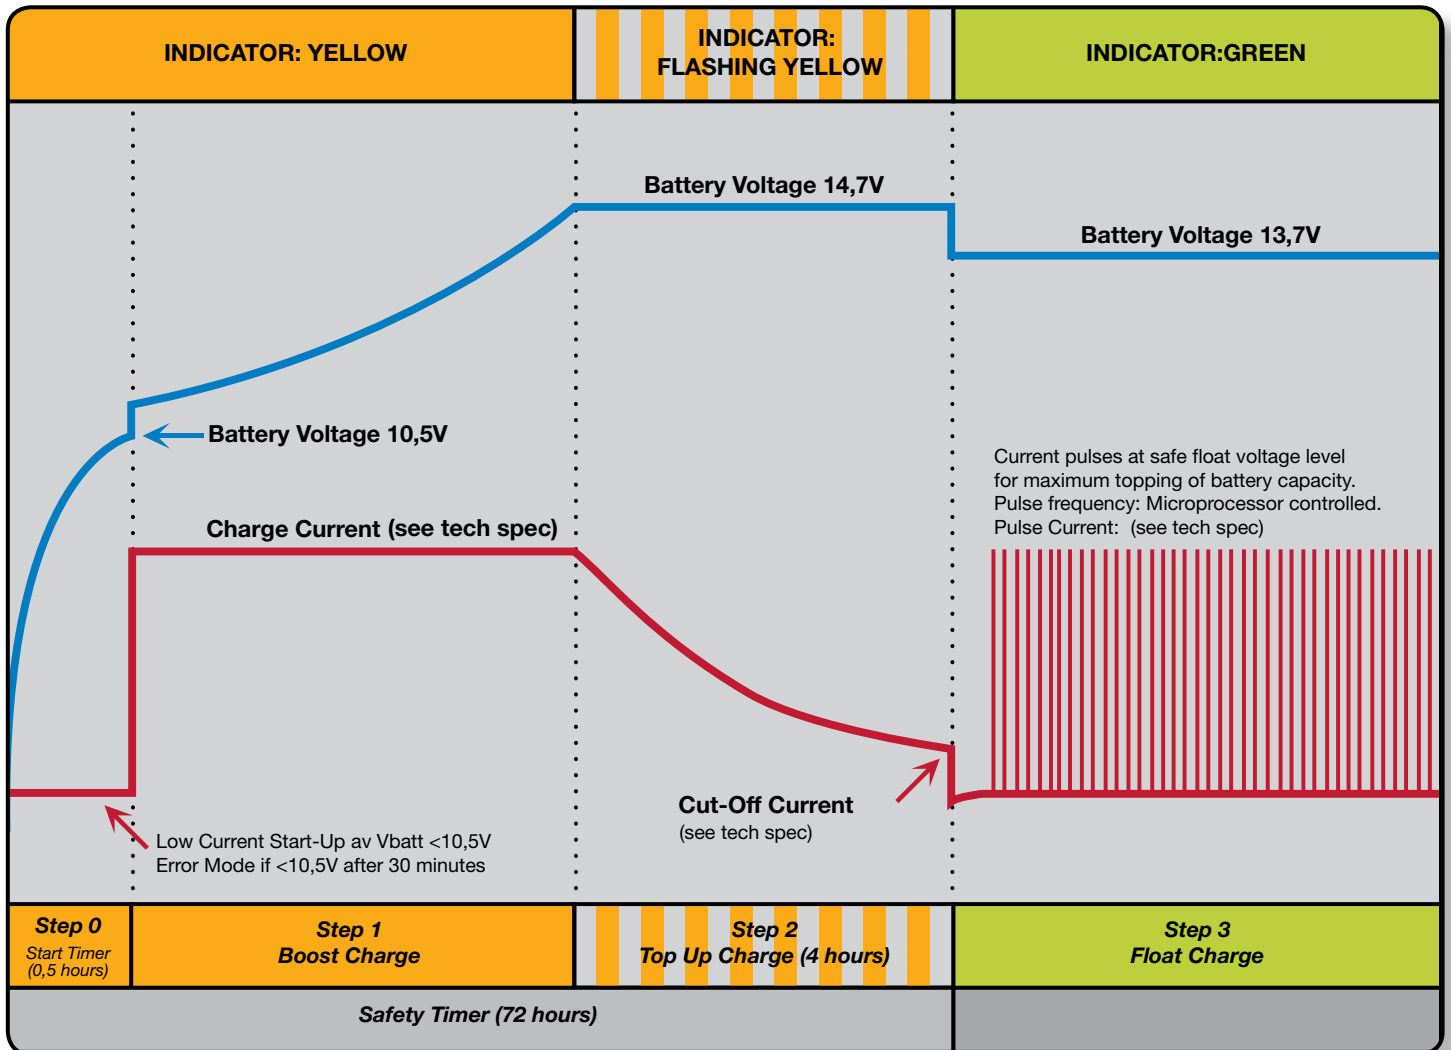 INDICATOR: YELLOW
INDICATOR:
FLASHING YELLOW
INDICATOR:GREEN
Battery Voltage 14,7V
Battery Voltage 13,7V
Battery Voltage 10,5V
Current pulses at safe float voltage level
for maximum topping of battery capacity.
Pulse frequency: Microprocessor controlled.
Pulse Current: (see tech spec)
Charge Current (see tech spec)
Cut-Off Current
(see tech spec)
Low Current Start-Up av Vbatt <10,5V
Error Mode if <10,5V after 30 minutes
Step 0
Start Timer
(0,5 hours)
Step 1
Boost Charge
Step 2
Top Up Charge (4 hours)
Step 3
Float Charge
Safety Timer (72 hours)